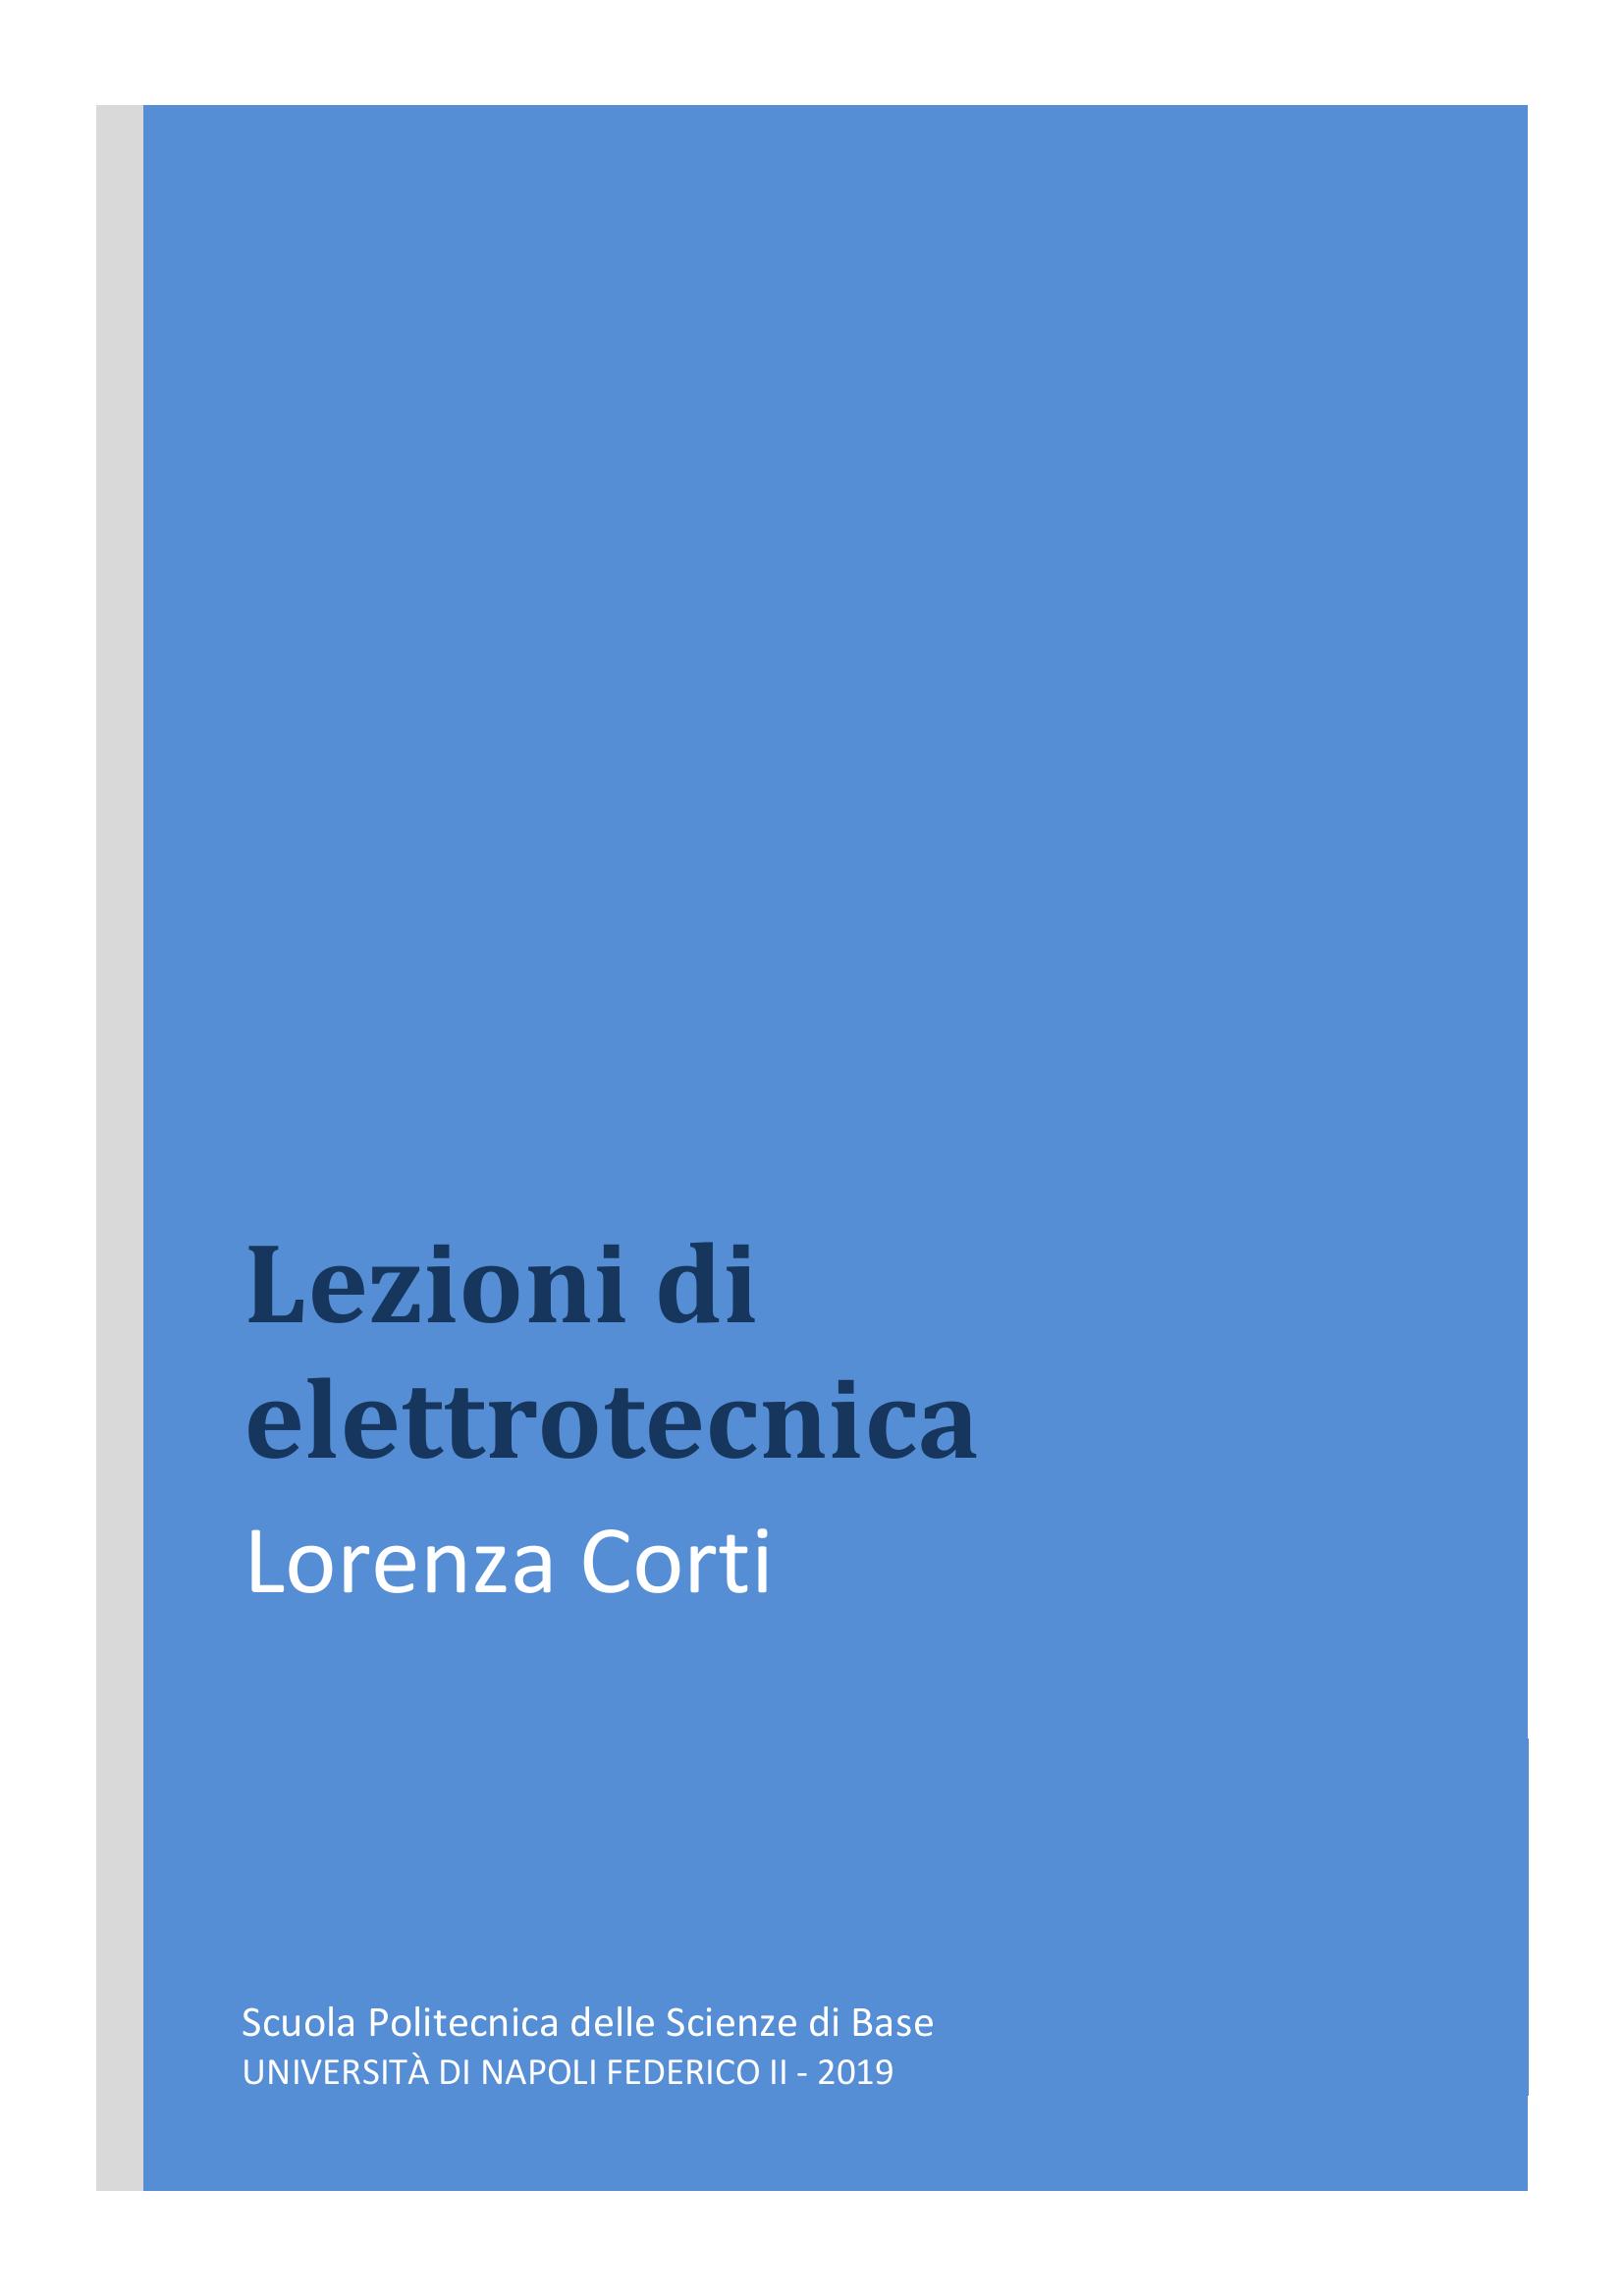 Lezioni di
elettrotecnica
Lorenza Corti
Scuola Politecnica delle Scienze di Base
UNIVERSITÀ DI NAPOLI FEDERICO II - 2019